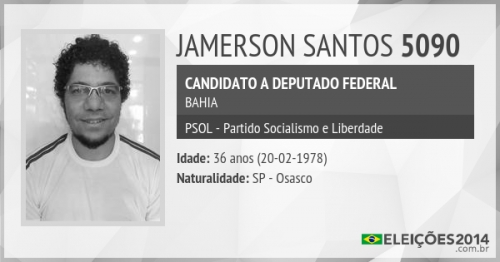 JAMERSON SANTOS 5090
CANDIDATO A DEPUTADO FEDERAL
BAHIA
PSOL - Partido Socialismo e Liberdade
Idade: 36 anos (20-02-1978)
Naturalidade: SP - Osasco
ELEIÇÕES2014
.com.br